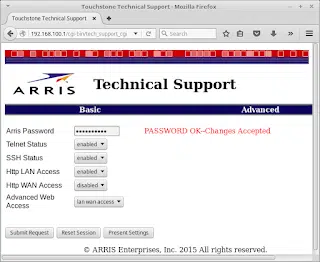 Touchstone Technical Support - Mozilla Firefox
Touchstone Technical Support
192.168.100.1/cgi-bin/tech_support_cgi
Search
ARRIS
Technical Support
Basic
Advanced
Arris Password
PASSWORD OK--Changes Accepted
Telnet Status enabled
SSH Status enabled
Http LAN Access enabled
Http WAN Access disabled
Advanced Web
Access
lan wan access
Submit Request Reset Session Present Settings
© ARRIS Enterprises, Inc. 2015 All rights reserved.